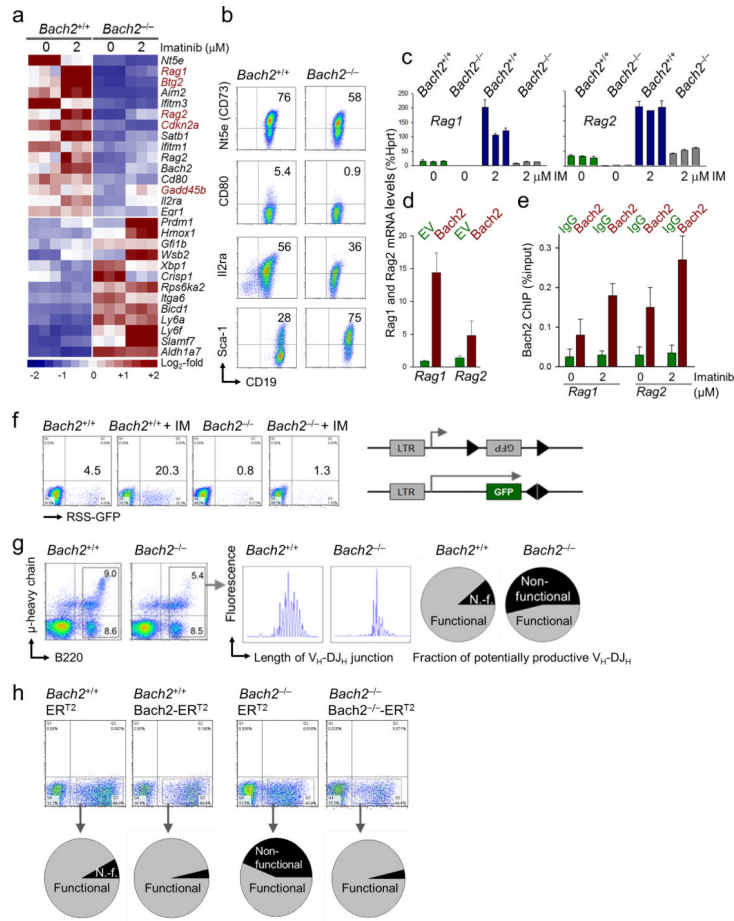 a
Bach2+/+ Bach2–/–
0 2 0 2 Imatinib (μM)
Nt5e
Rag1
Btg2
Aim2
Ifitm3
Rag2
Cdkn2a
Satb1
Ifitm1
Rag2
Bach2
Cd80
Gadd45b
Il2ra
Egr1
Prdm1
Hmox1
Gfi1b
Wsb2
Xbp1
Crisp1
Rps6ka2
Itga6
Bicd1
Ly6a
Ly6f
Slamf7
Aldh1a7
Log2-fold
-2 -1 0 +1 +2
b
Bach2+/+ Bach2–/–
Nt5e (CD73)
76 58
CD80
5.4 0.9
Il2ra
56 36
Sca-1
28 75
CD19
c
Bach2+/+ Bach2–/– Bach2+/+ Bach2–/– Bach2+/+ Bach2–/– Bach2+/+ Bach2–/–
Rag1 Rag2
250
200
150
100
50
0
0 0 2 2 μM IM 0 0 2 2 μM IM
Rag1 and Rag2 mRNA levels (%Hprt)
d
EV Bach2 EV Bach2
20
15
10
5
0
Rag1 Rag2
e
IgG Bach2 IgG Bach2 IgG Bach2 IgG Bach2
Bach2 ChIP (%input)
0.3
0.2
0.1
0.0
0 2 0 2 Imatinib
Rag1 Rag2 (μM)
f
Bach2+/+ Bach2+/+ + IM Bach2–/– Bach2–/– + IM
4.5 20.3 0.8 1.3
RSS-GFP
LTR GFP
LTR GFP
g
Bach2+/+ Bach2–/–
μ-heavy chain
9.0 5.4
8.6 8.5
B220
Fluorescence
Bach2+/+ Bach2–/–
Length of VH-DJH junction
Bach2+/+ Bach2–/–
N.-f.
Functional
Non-
functional
Functional
Fraction of potentially productive VH-DJH
h
Bach2+/+ Bach2+/+ Bach2–/– Bach2–/–
ERT2 Bach2-ERT2 ERT2 Bach2–/–-ERT2
N.-f.
Functional
Functional
Non-
functional
Functional
Functional